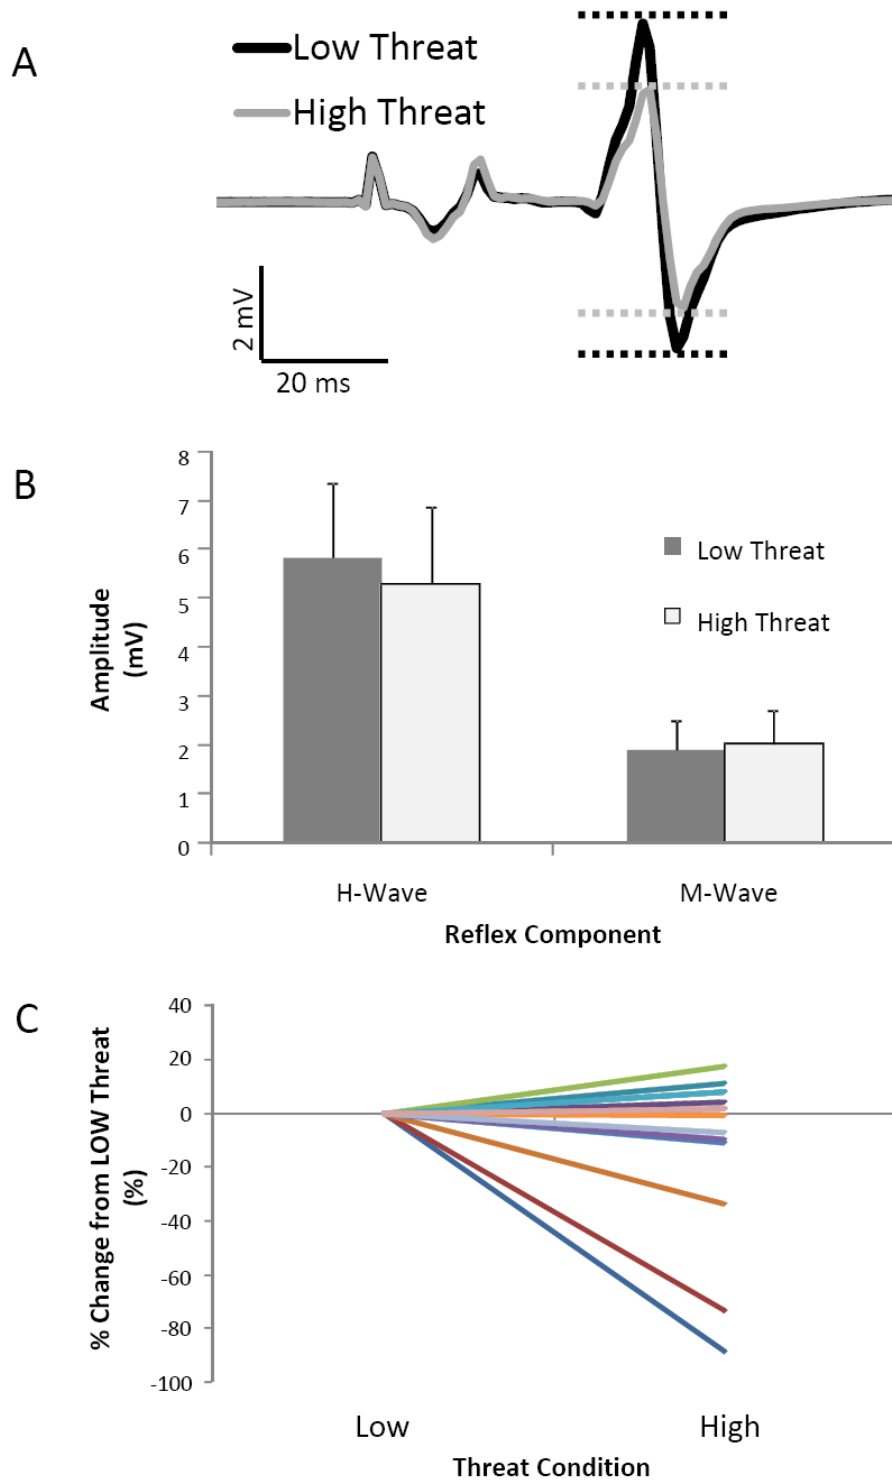 A
Low Threat
High Threat
2 mV
20 ms
B
8
7
6
5
4
3
2
1
0
Amplitude
(mV)
Low Threat
High Threat
H-Wave
M-Wave
Reflex Component
C
40
20
0
-20
-40
-60
-80
-100
% Change from LOW Threat
(%)
Low
High
Threat Condition